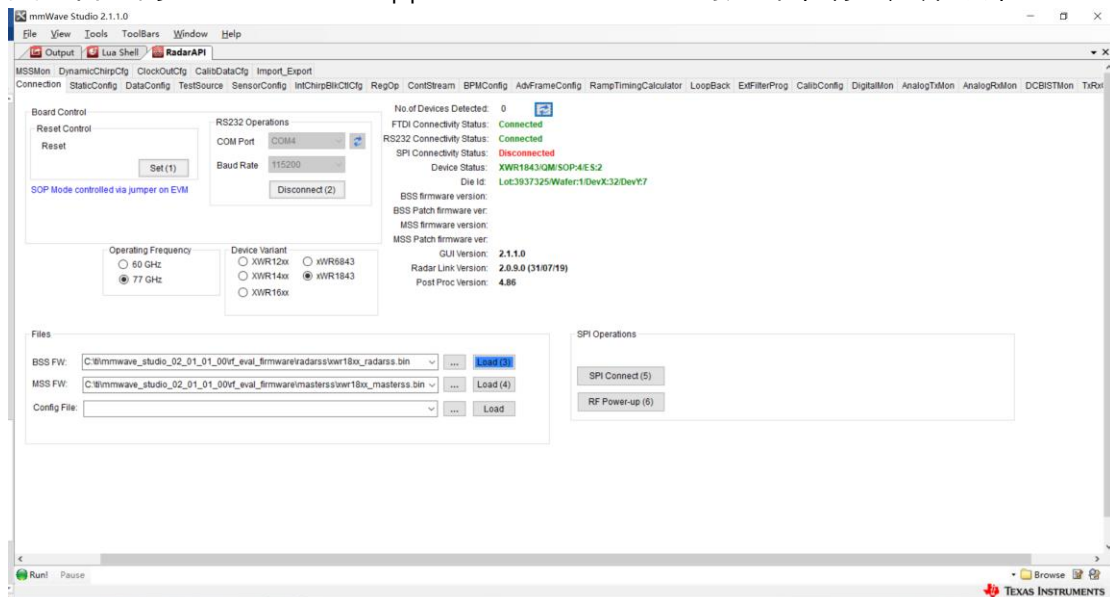 mmWave Studio 2.1.1.0
File View Tools ToolBars Window Help
Output Lua Shell RadarAPI
MSSMon DynamicChirpCfg ClockOutCfg CalibDataCfg Import_Export
Connection StaticConfig DataConfig TestSource SensorConfig IntChirpBlkCtlCfg RegOp ContStream BPMConfig AdvFrameConfig RampTimingCalculator LoopBack ExtFilterProg CalibConfig DigitalMon AnalogTxMon AnalogRxMon DCBISTMon
Board Control
Reset Control
Reset
Set (1)
SOP Mode controlled via jumper on EVM
RS232 Operations
COM Port COM4
Baud Rate 115200
Disconnect (2)
No.of Devices Detected: 0
FTDI Connectivity Status: Connected
RS232 Connectivity Status: Connected
SPI Connectivity Status: Disconnected
Device Status: XWR1843/QM/SOP:4/ES:2
Die Id: Lot:3937325/Wafer:1/DevX:32/DevY:7
BSS firmware version:
BSS Patch firmware ver:
MSS firmware version:
MSS Patch firmware ver:
GUI Version: 2.1.1.0
Radar Link Version: 2.0.9.0 (31/07/19)
Post Proc Version: 4.86
Operating Frequency
60 GHz
77 GHz
Device Variant
XWR12xx xWR6843
XWR14xx xWR1843
XWR16xx
Files
BSS FW: C:\ti\mmwave_studio_02_01_01_00\rf_eval_firmware\radarss\xwr18xx_radarss.bin ... Load (3)
MSS FW: C:\ti\mmwave_studio_02_01_01_00\rf_eval_firmware\masterss\xwr18xx_masterss.bin ... Load (4)
Config File: ... Load
SPI Operations
SPI Connect (5)
RF Power-up (6)
Run! Pause
Browse
TEXAS INSTRUMENTS